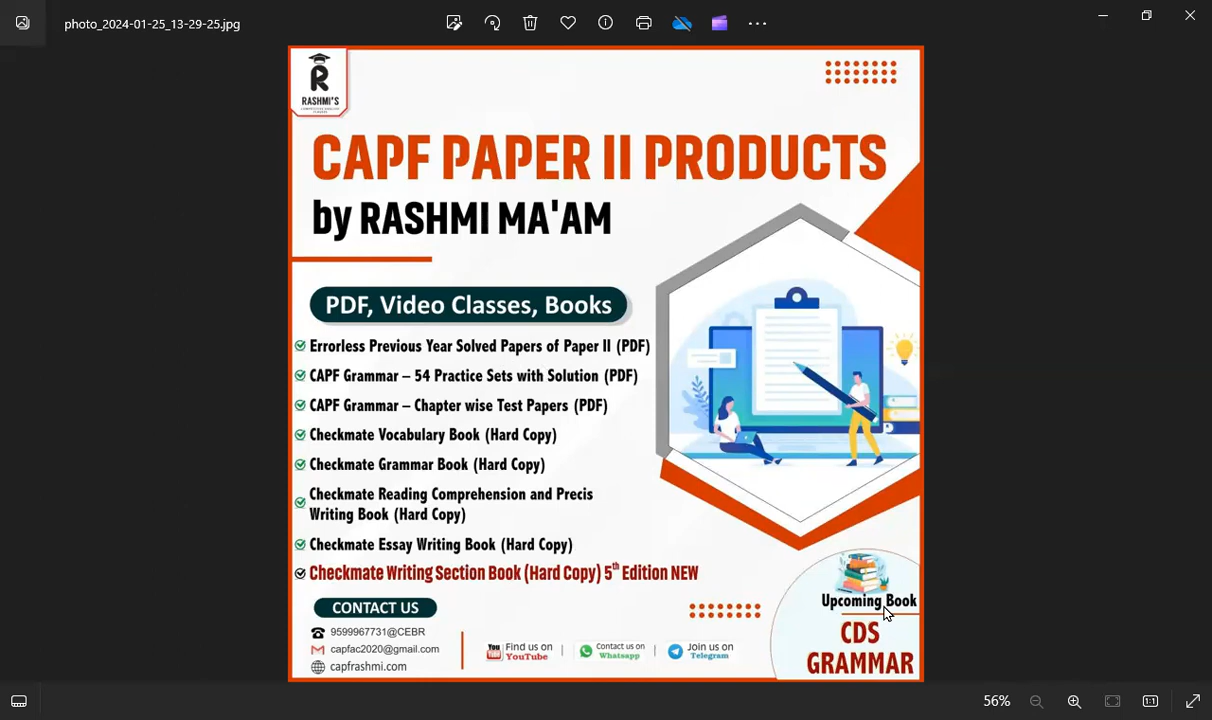 photo_2024-01-25_13-29-25.jpg
R
RASHMI'S
CAPF PAPER II PRODUCTS
by RASHMI MA'AM
PDF, Video Classes, Books
Errorless Previous Year Solved Papers of Paper II (PDF)
CAPF Grammar – 54 Practice Sets with Solution (PDF)
CAPF Grammar – Chapter wise Test Papers (PDF)
Checkmate Vocabulary Book (Hard Copy)
Checkmate Grammar Book (Hard Copy)
Checkmate Reading Comprehension and Precis
Writing Book (Hard Copy)
Checkmate Essay Writing Book (Hard Copy)
Checkmate Writing Section Book (Hard Copy) 5th Edition NEW
Upcoming Book
CDS
GRAMMAR
CONTACT US
9599967731@CEBR
capfac2020@gmail.com
capfrashmi.com
You Find us on
YouTube
Contact us on
Whatsapp
Join us on
Telegram
56%
1:1